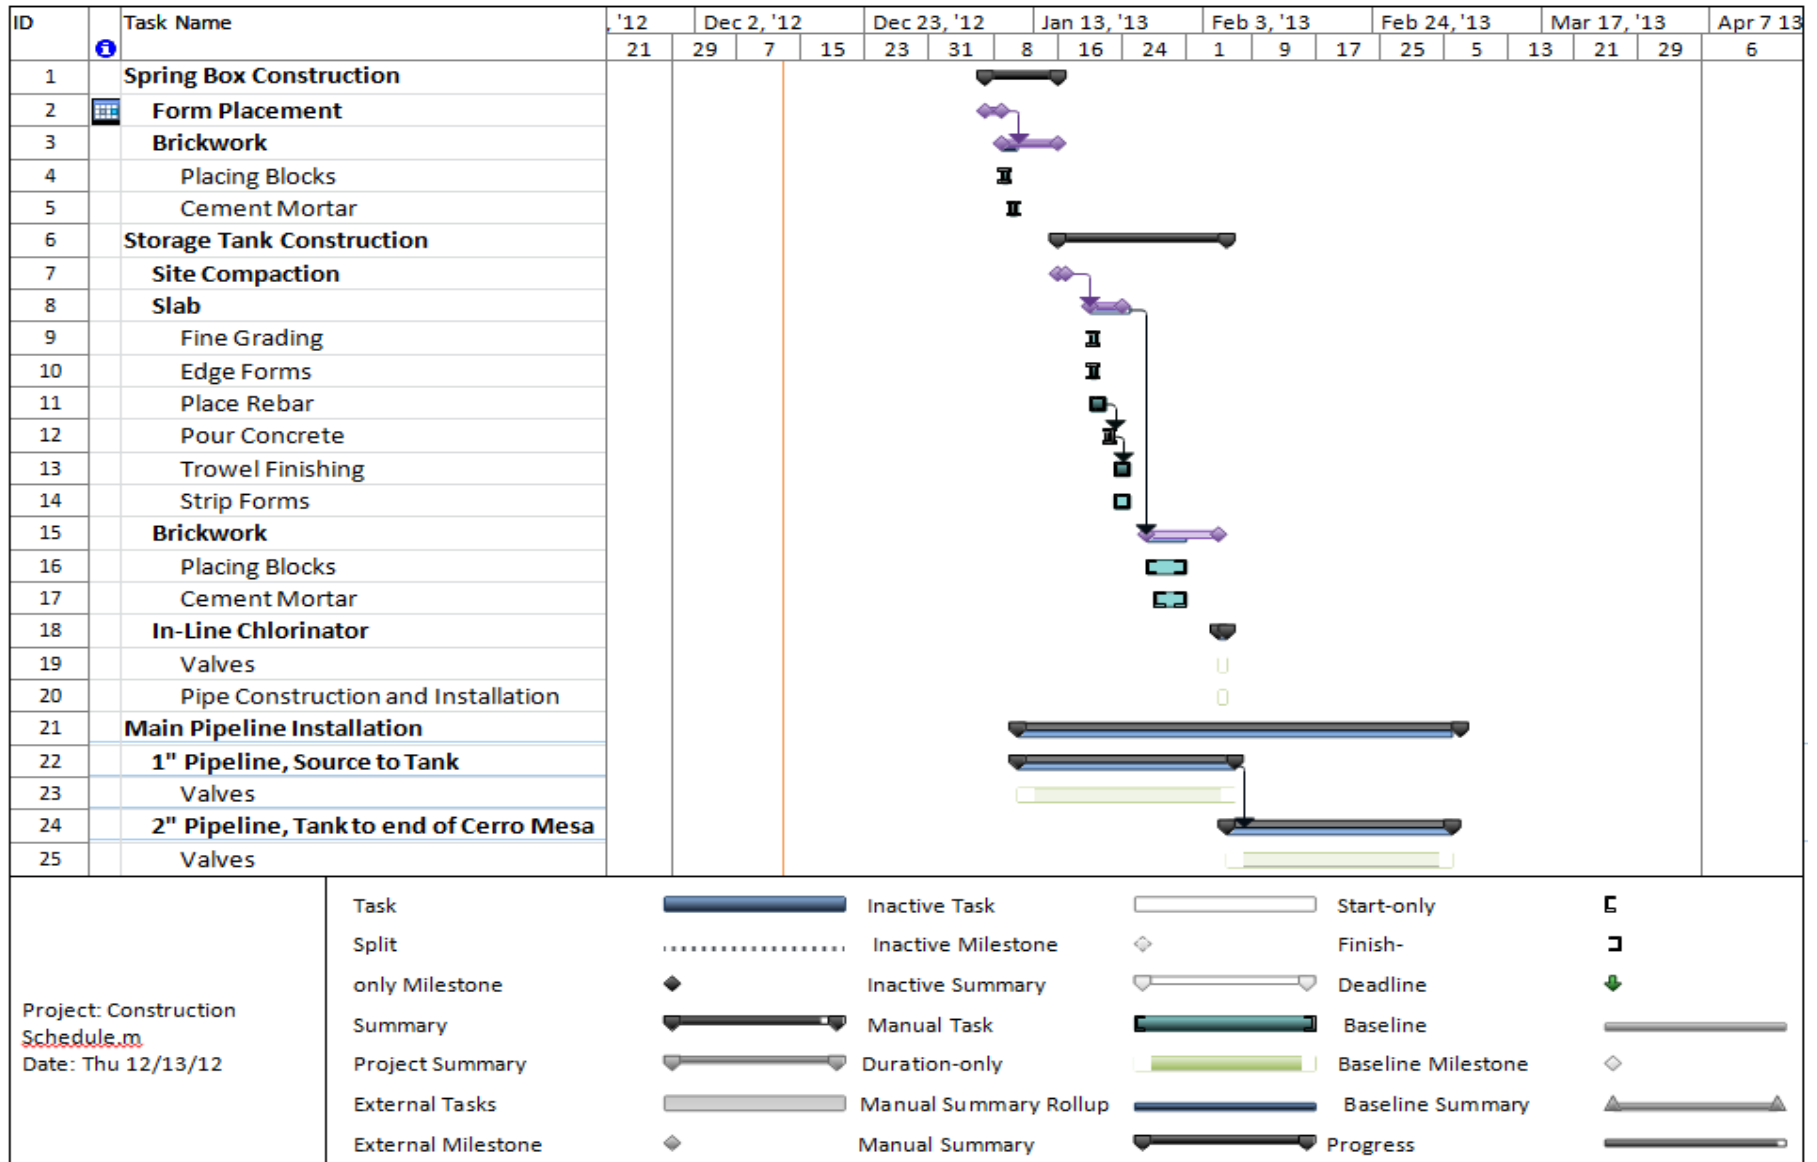 ID Task Name , '12 Dec 2, '12 Dec 23, '12 Jan 13, '13 Feb 3, '13 Feb 24, '13 Mar 17, '13 Apr 7 13
i 21 29 7 15 23 31 8 16 24 1 9 17 25 5 13 21 29 6
1 Spring Box Construction
2 Form Placement
3 Brickwork
4 Placing Blocks
5 Cement Mortar
6 Storage Tank Construction
7 Site Compaction
8 Slab
9 Fine Grading
10 Edge Forms
11 Place Rebar
12 Pour Concrete
13 Trowel Finishing
14 Strip Forms
15 Brickwork
16 Placing Blocks
17 Cement Mortar
18 In-Line Chlorinator
19 Valves
20 Pipe Construction and Installation
21 Main Pipeline Installation
22 1" Pipeline, Source to Tank
23 Valves
24 2" Pipeline, Tank to end of Cerro Mesa
25 Valves
Project: Construction
Schedule.m
Date: Thu 12/13/12
Task Inactive Task Start-only
Split Inactive Milestone Finish-
only Milestone Inactive Summary Deadline
Summary Manual Task Baseline
Project Summary Duration-only Baseline Milestone
External Tasks Manual Summary Rollup Baseline Summary
External Milestone Manual Summary Progress